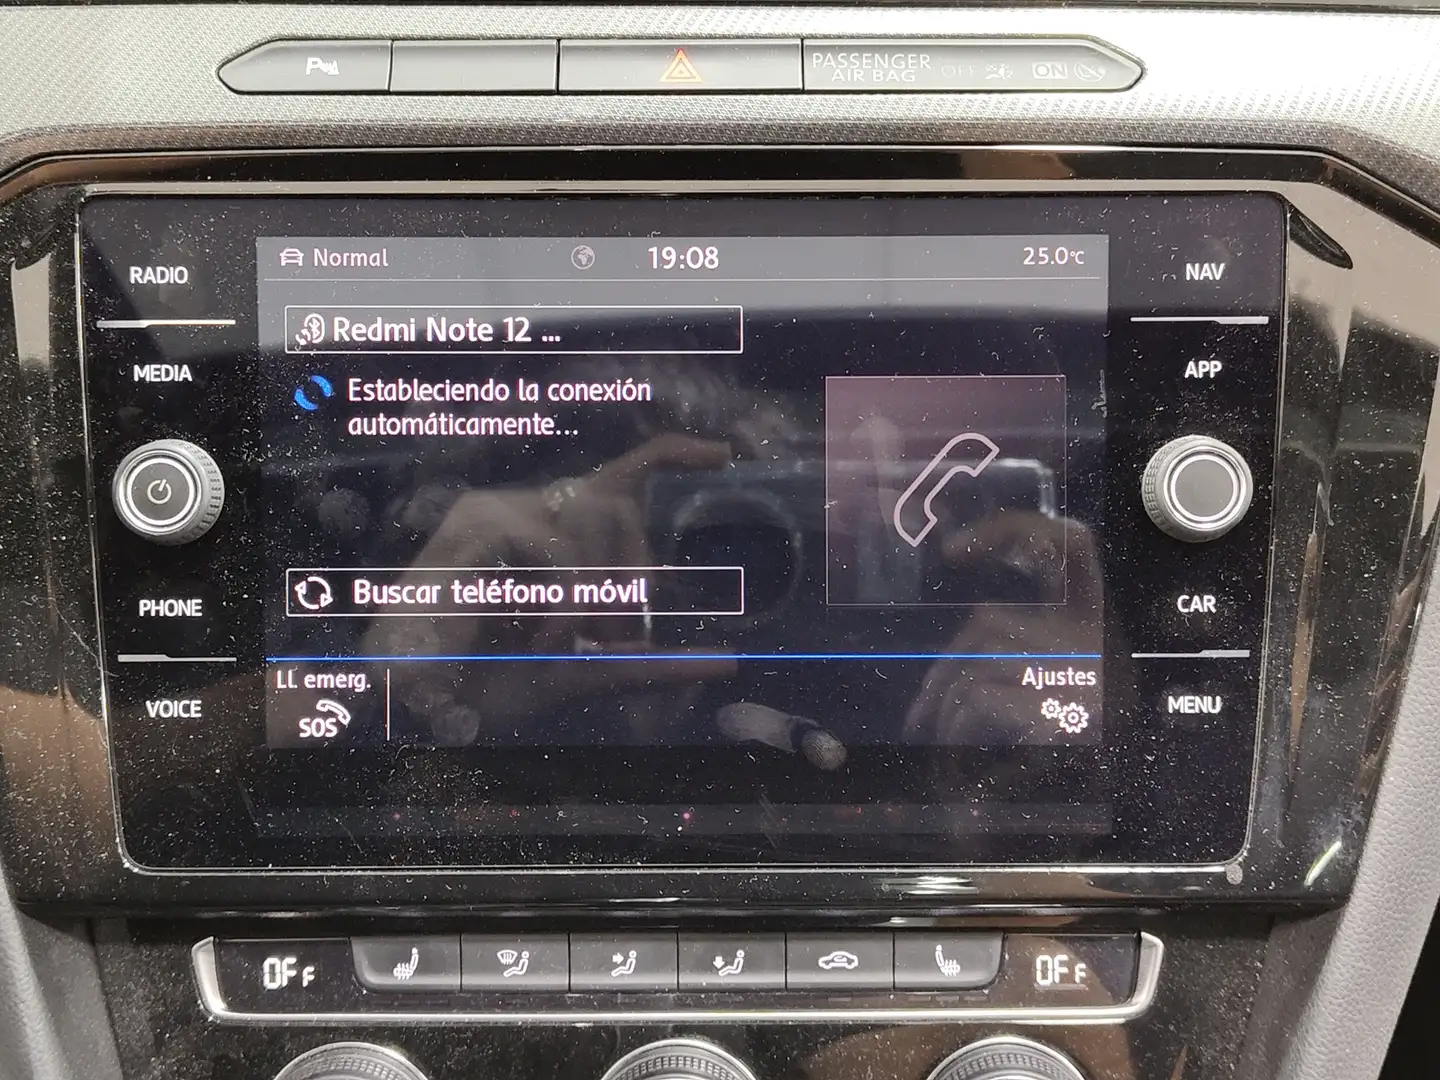 P
PASSENGER
AIR BAG OFF ON
Normal 19:08 25.0°C
RADIO
MEDIA
PHONE
VOICE
Redmi Note 12 ...
Estableciendo la conexión
automáticamente...
Buscar teléfono móvil
Ll. emerg.
SOS
Ajustes
NAV
APP
CAR
MENU
OFF
OFF